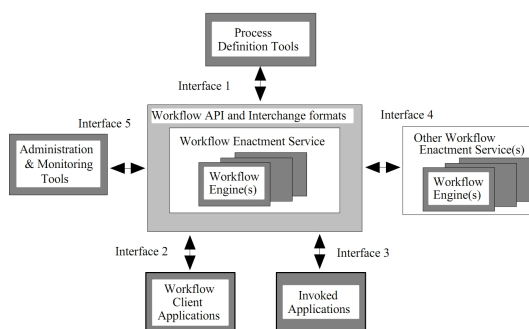 Process
Definition Tools
Interface 1
Workflow API and Interchange formats
Interface 4
Interface 5
Workflow Enactment Service
Other Workflow
Enactment Service(s)
Administration
& Monitoring
Tools
Workflow
Engine(s)
Workflow
Engine(s)
Interface 2
Interface 3
Workflow
Client
Applications
Invoked
Applications